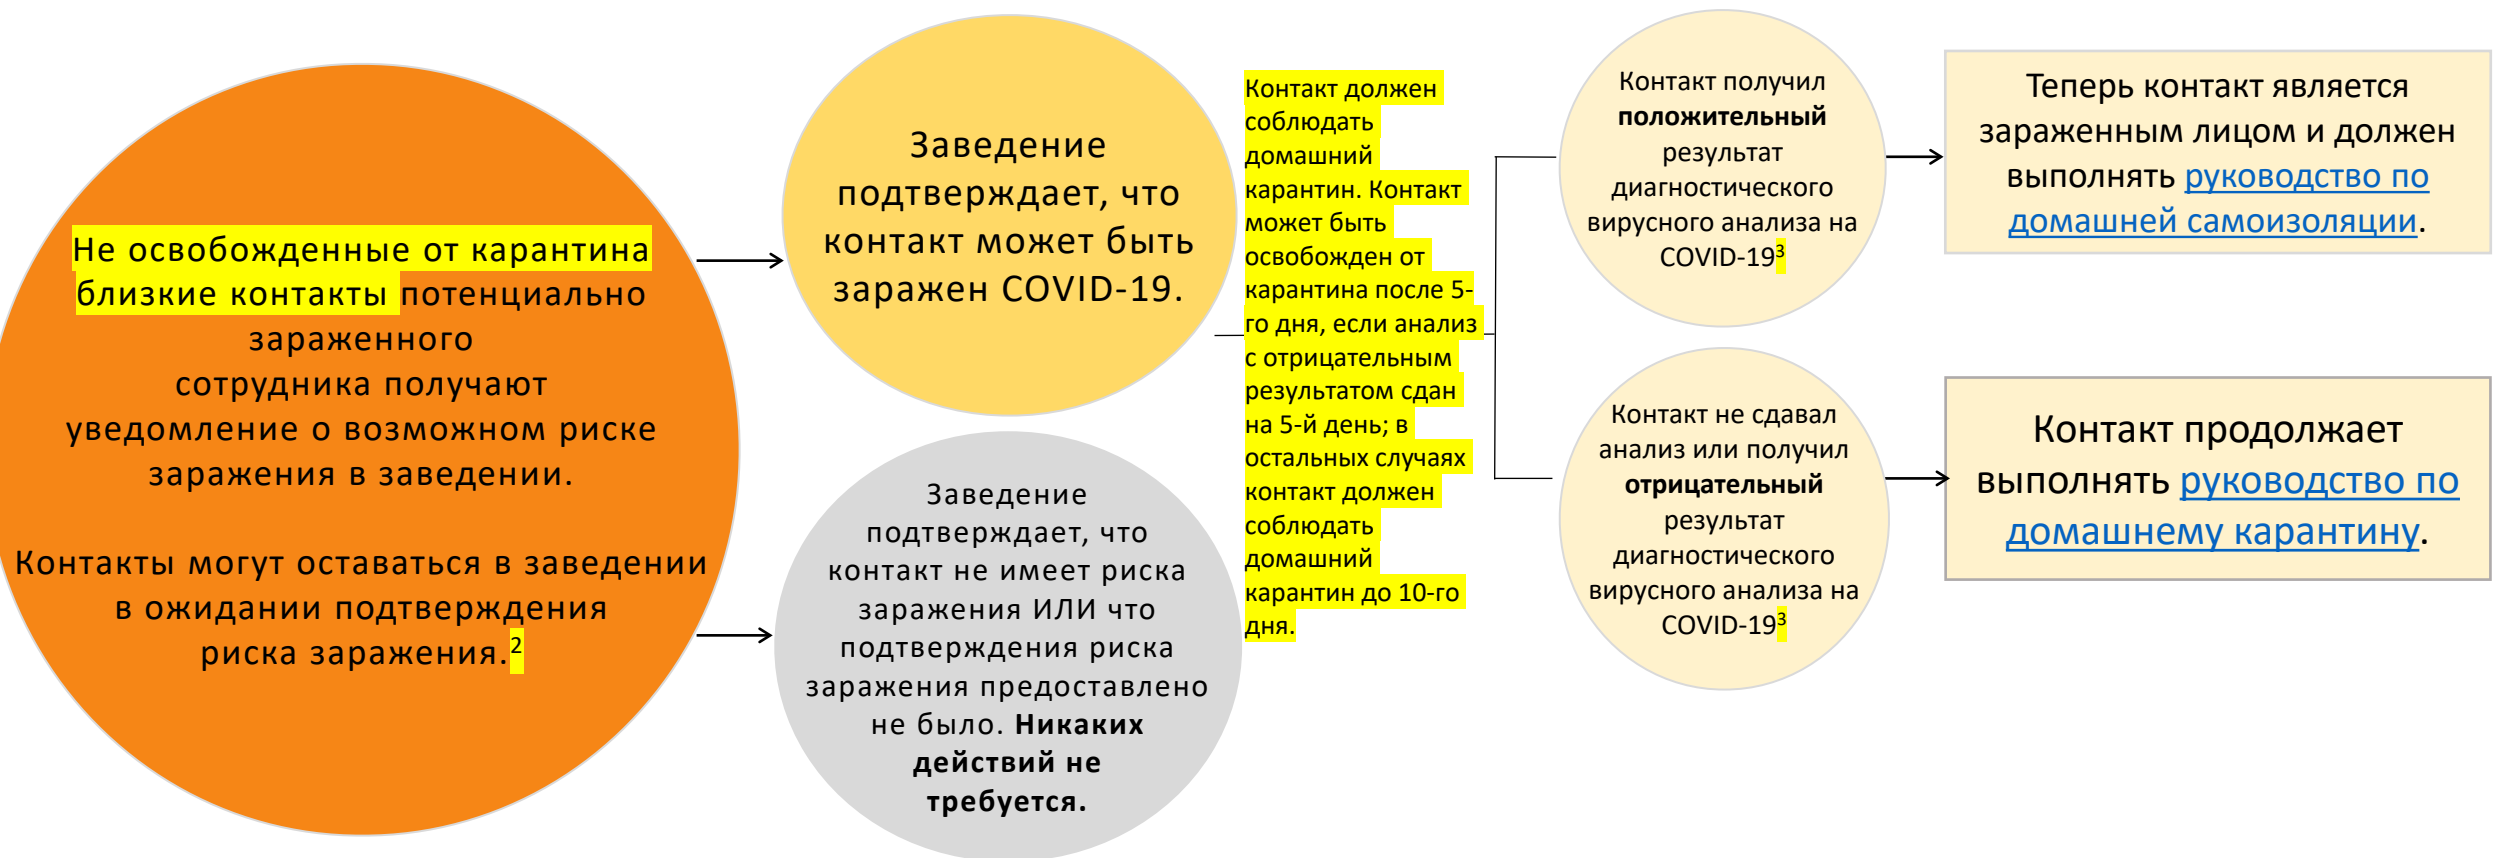 Не освобожденные от карантина
близкие контакты потенциально
зараженного
сотрудника получают
уведомление о возможном риске
заражения в заведении.
Контакты могут оставаться в заведении
в ожидании подтверждения
риска заражения.2
Заведение
подтверждает, что
контакт может быть
заражен COVID-19.
Заведение
подтверждает, что
контакт не имеет риска
заражения ИЛИ что
подтверждения риска
заражения предоставлено
не было. Никаких
действий не
требуется.
Контакт должен
соблюдать
домашний
карантин. Контакт
может быть
освобожден от
карантина после 5-
го дня, если анализ
с отрицательным
результатом сдан
на 5-й день; в
остальных случаях
контакт должен
соблюдать
домашний
карантин до 10-го
дня.
Контакт получил
положительный
результат
диагностического
вирусного анализа на
COVID-193
Теперь контакт является
зараженным лицом и должен
выполнять руководство по
домашней самоизоляции.
Контакт не сдавал
анализ или получил
отрицательный
результат
диагностического
вирусного анализа на
COVID-193
Контакт продолжает
выполнять руководство по
домашнему карантину.